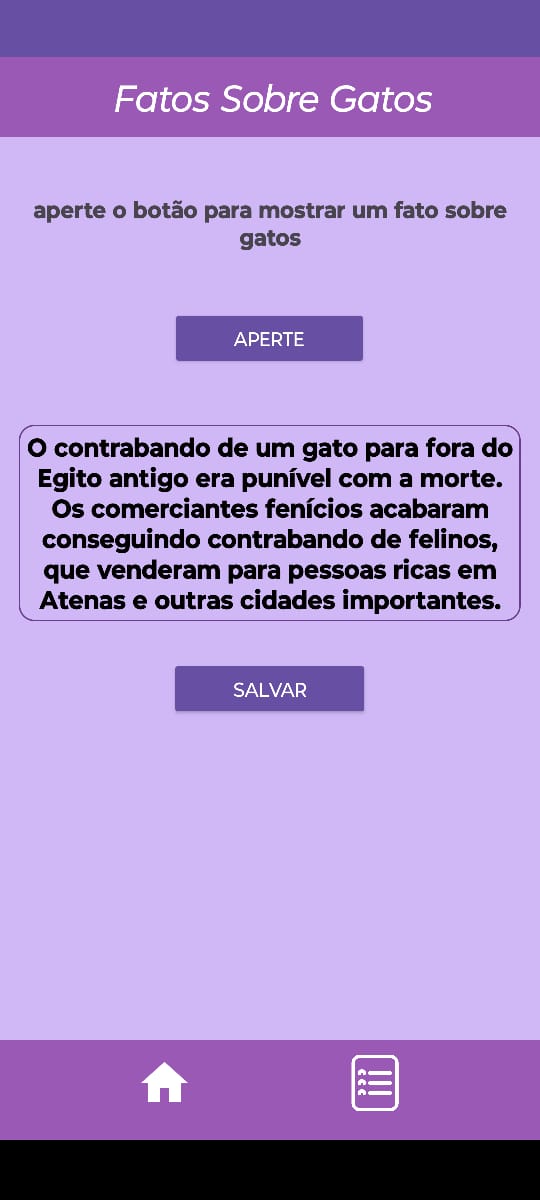 Fatos Sobre Gatos
aperte o botão para mostrar um fato sobre
gatos
APERTE
O contrabando de um gato para fora do
Egito antigo era punível com a morte.
Os comerciantes fenícios acabaram
conseguindo contrabando de felinos,
que venderam para pessoas ricas em
Atenas e outras cidades importantes.
SALVAR